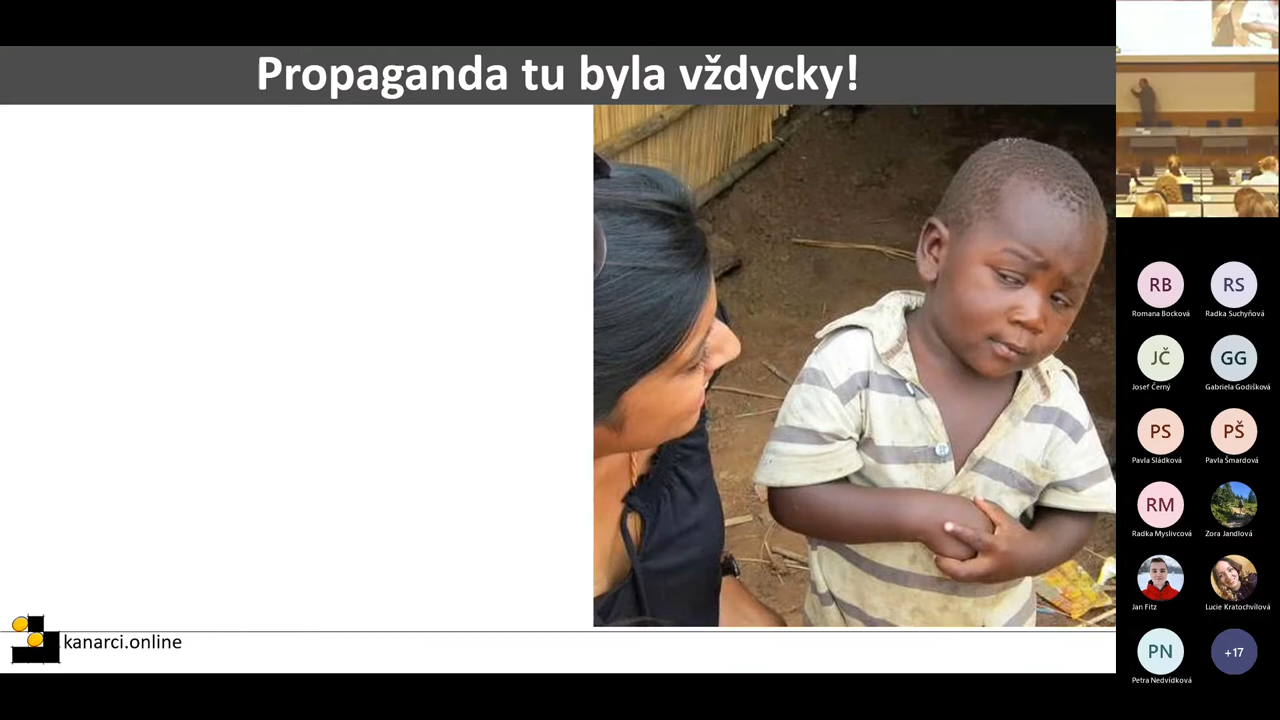 Propaganda tu byla vždycky!
kanarci.online
RB
RS
Romana Bocková
Radka Suchyňová
JČ
GG
Josef Černý
Gabriela Godišková
PS
PŠ
Pavla Sládková
Pavla Šmardová
RM
Radka Myslivcová
Zora Jandlová
Jan Fitz
Lucie Kratochvílová
PN
+17
Petra Nedvídková